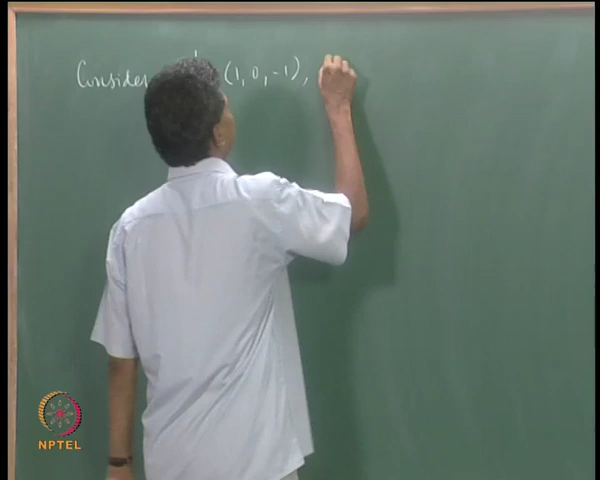 Consider (1, 0, -1),
NPTEL